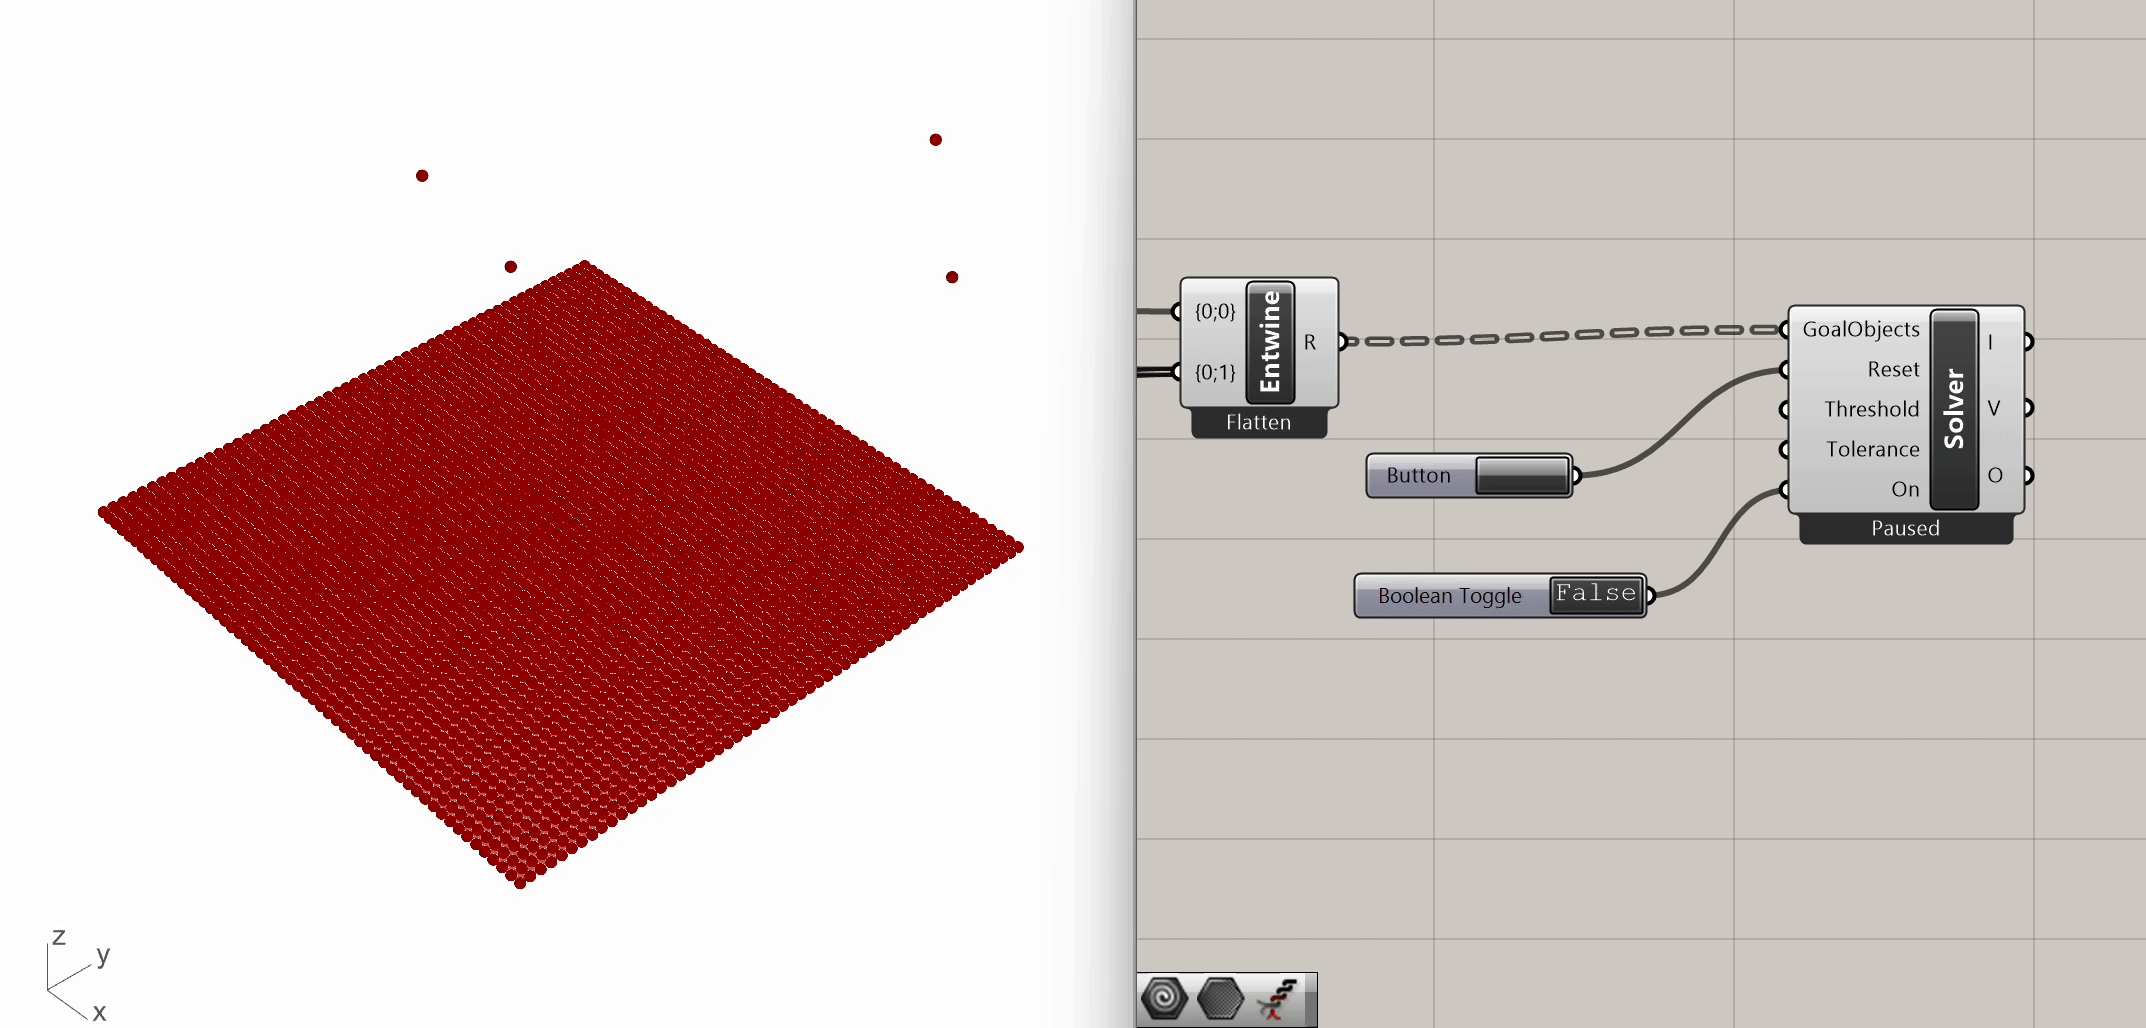 z
y
x
{0;0}
{0;1}
Entwine
R
Flatten
Button
Boolean Toggle
False
GoalObjects
Reset
Threshold
Tolerance
On
Solver
I
V
O
Paused